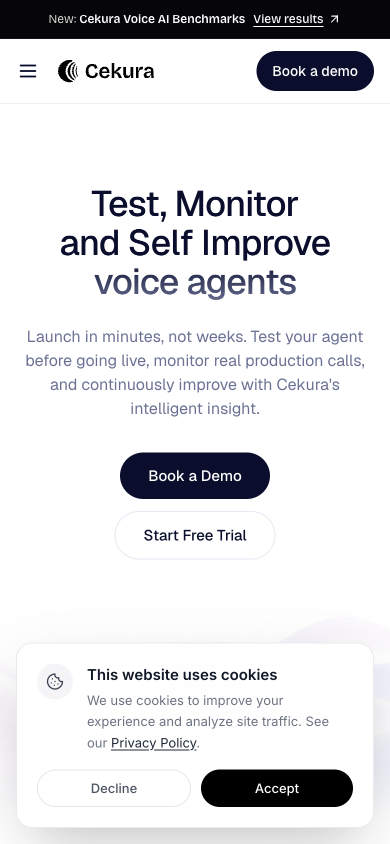 New: Cekura Voice AI Benchmarks View results
Cekura
Book a demo
Test, Monitor
and Self Improve
voice agents
Launch in minutes, not weeks. Test your agent
before going live, monitor real production calls,
and continuously improve with Cekura's
intelligent insight.
Book a Demo
Start Free Trial
This website uses cookies
We use cookies to improve your
experience and analyze site traffic. See
our Privacy Policy.
Decline
Accept